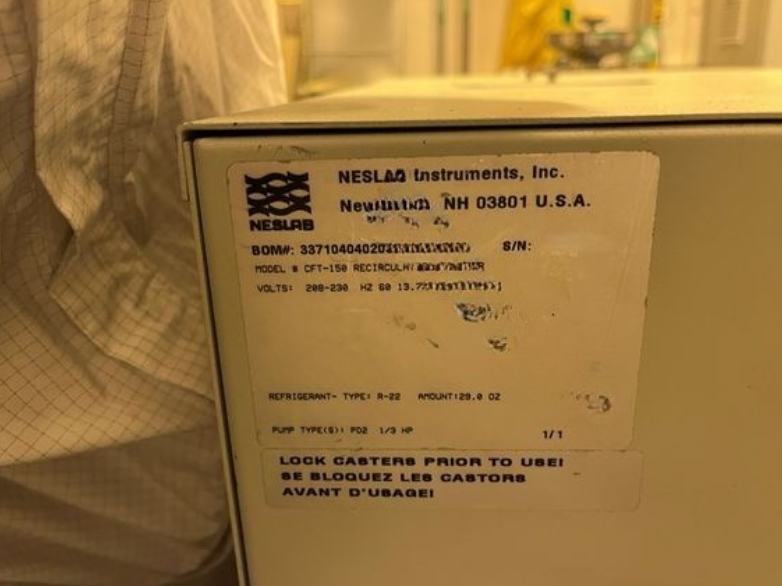 NESLAB
NESLAB Instruments, Inc.
NH 03801 U.S.A.
BOM#: 337104040203 S/N:
MODEL # CFT-150
VOLTS: 208-230 HZ 60
REFRIGERANT- TYPE: R-22 AMOUNT:29.0 OZ
PUMP TYPE(S): PD2 1/3 HP
1/1
LOCK CASTERS PRIOR TO USE!
SE BLOQUEZ LES CASTORS
AVANT D'USAGE!